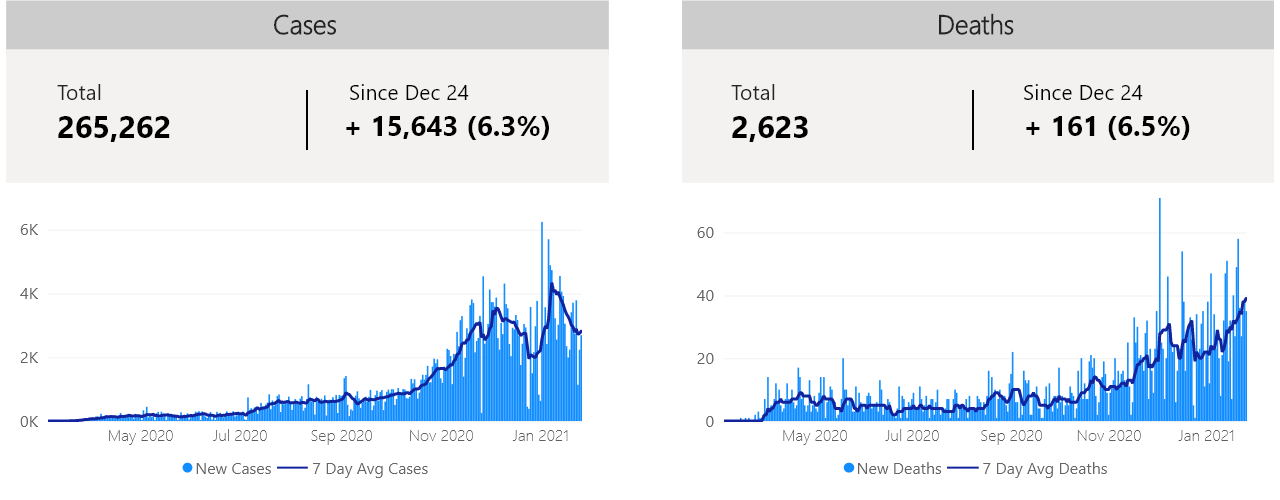 Cases
Total
Since Dec 24
265,262
+ 15,643 (6.3%)
6K
4K
2K
0K
May 2020
Jul 2020
Sep 2020
Nov 2020
Jan 2021
New Cases
7 Day Avg Cases
Deaths
Total
Since Dec 24
2,623
+ 161 (6.5%)
60
40
20
0
May 2020
Jul 2020
Sep 2020
Nov 2020
Jan 2021
New Deaths
7 Day Avg Deaths